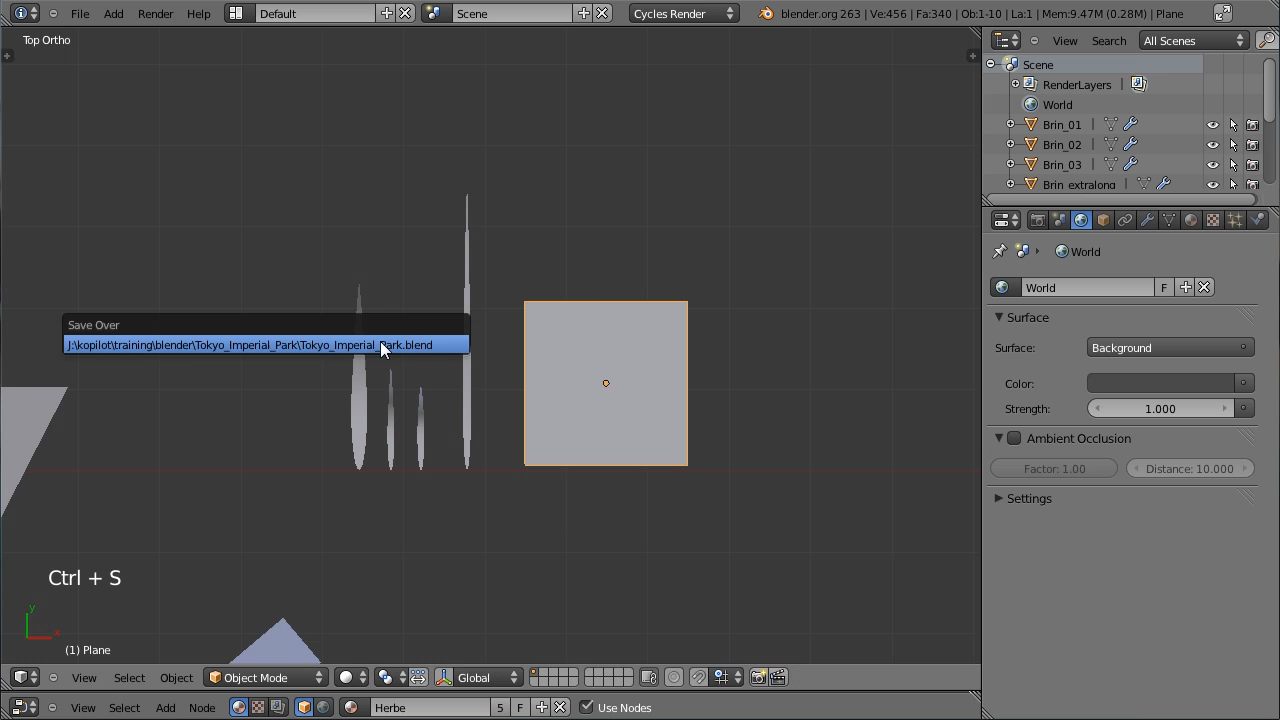 File Add Render Help Default Scene Cycles Render blender.org 263 | Ve:456 | Fa:340 | Ob:1-10 | La:1 | Mem:9.47M (0.28M) | Plane
Top Ortho
View Search All Scenes
Scene
RenderLayers |
World
Brin_01 |
Brin_02 |
Brin_03 |
Brin_extralong |
World
World F
Surface
Surface: Background
Color:
Strength: 1.000
Ambient Occlusion
Factor: 1.00 Distance: 10.000
Settings
Save Over
J:\kopilot\training\blender\Tokyo_Imperial_Park\Tokyo_Imperial_Park.blend
Ctrl + S
y
x
(1) Plane
View Select Object Object Mode Global
View Select Add Node Herbe 5 F Use Nodes